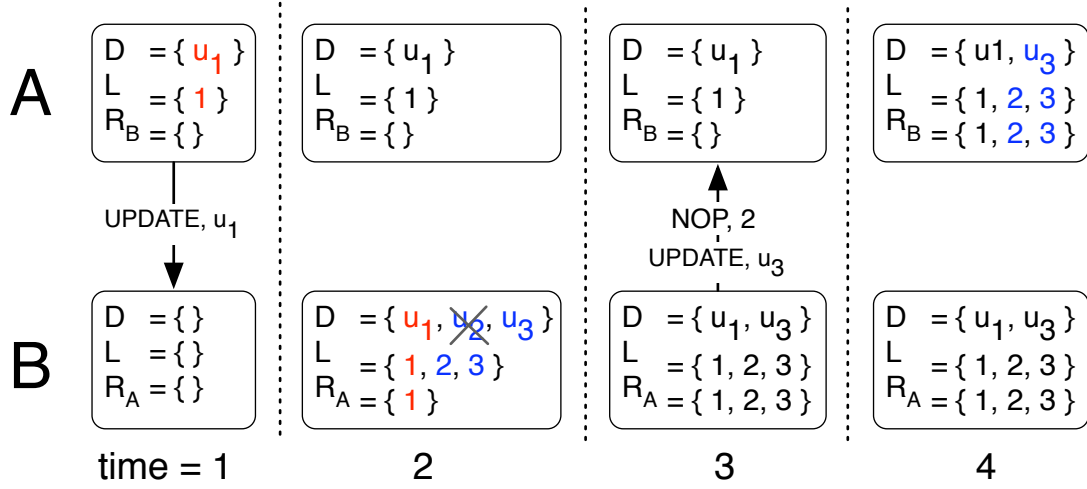 A
D = { u1 }
L = { 1 }
RB = { }
D = { u1 }
L = { 1 }
RB = { }
D = { u1 }
L = { 1 }
RB = { }
D = { u1, u3 }
L = { 1, 2, 3 }
RB = { 1, 2, 3 }
UPDATE, u1
NOP, 2
UPDATE, u3
B
D = { }
L = { }
RA = { }
D = { u1, u2, u3 }
L = { 1, 2, 3 }
RA = { 1 }
D = { u1, u3 }
L = { 1, 2, 3 }
RA = { 1, 2, 3 }
D = { u1, u3 }
L = { 1, 2, 3 }
RA = { 1, 2, 3 }
time = 1
2
3
4